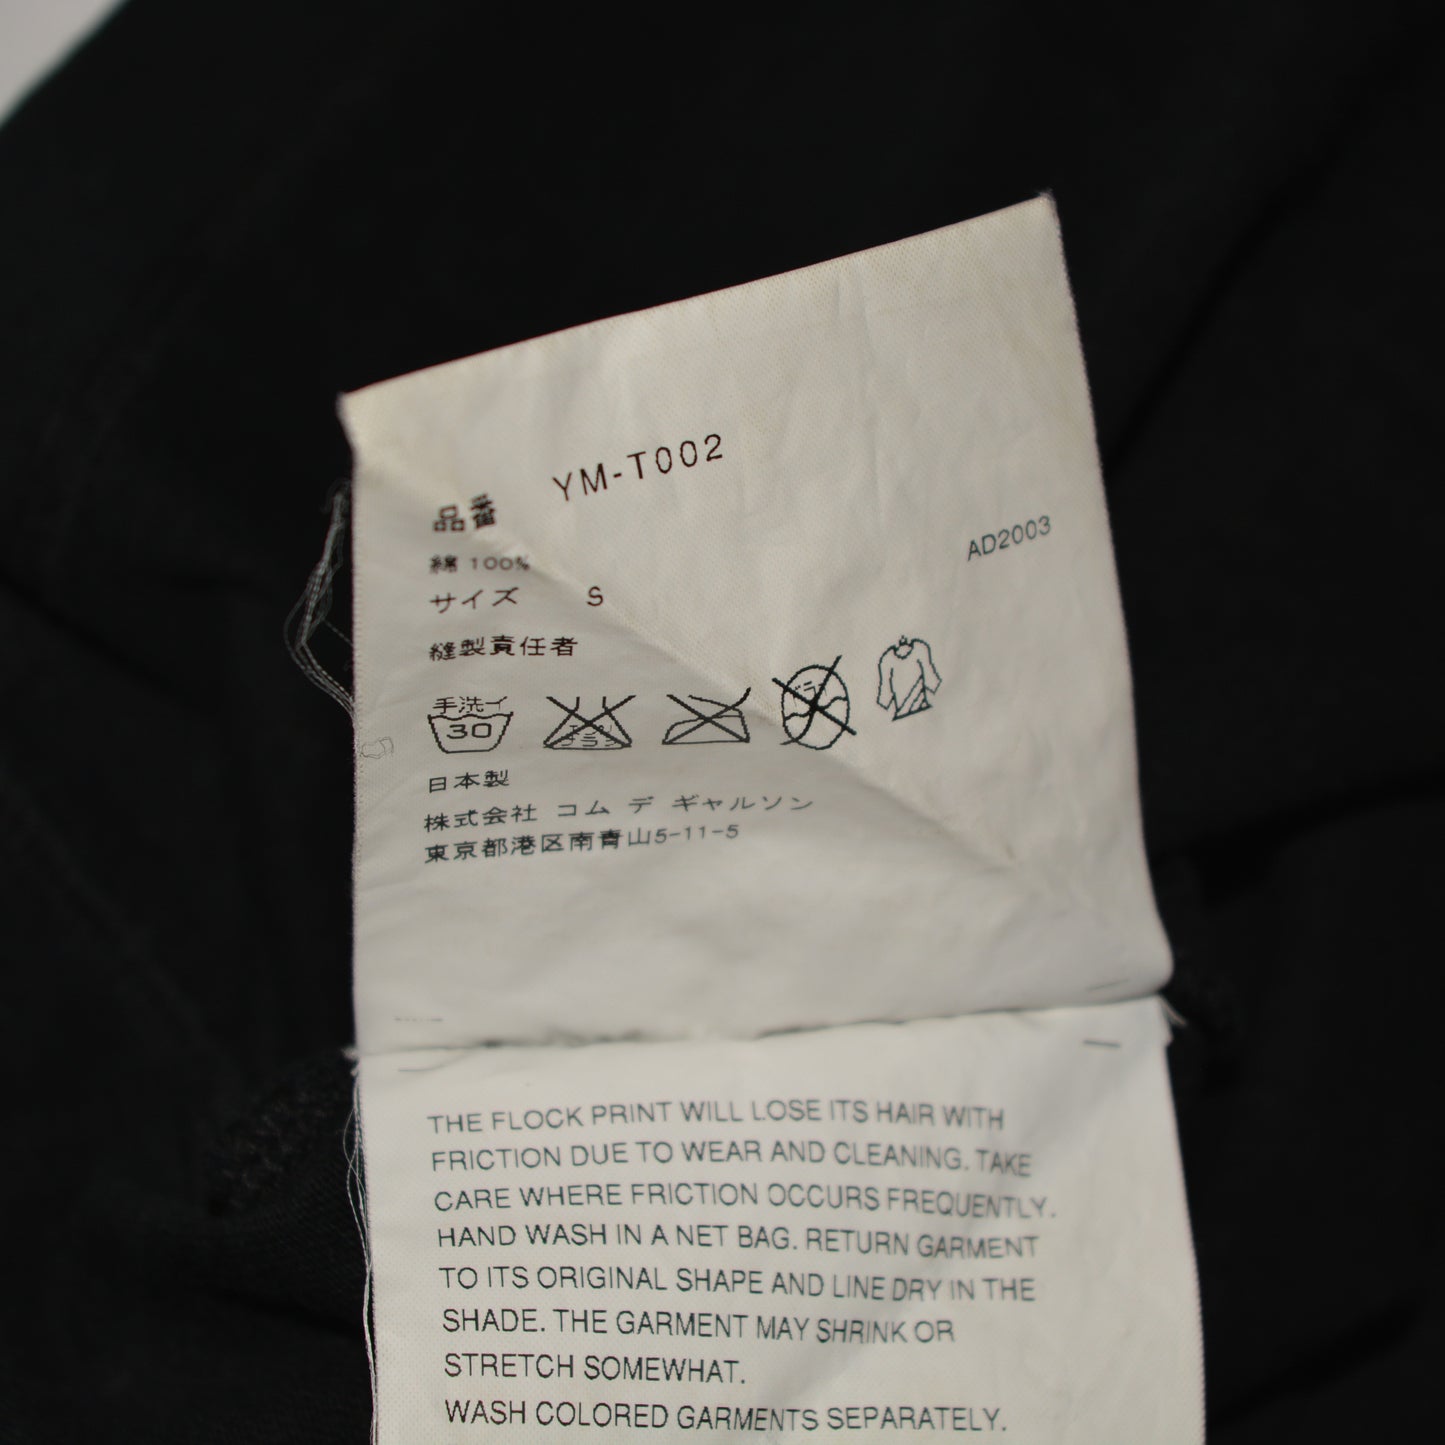 品番 YM-T002
綿 100%
AD2003
サイズ S
縫製責任者
手洗イ
30
日本製
株式会社 コム デ ギャルソン
東京都港区南青山5-11-5
THE FLOCK PRINT WILL LOSE ITS HAIR WITH
FRICTION DUE TO WEAR AND CLEANING. TAKE
CARE WHERE FRICTION OCCURS FREQUENTLY.
HAND WASH IN A NET BAG. RETURN GARMENT
TO ITS ORIGINAL SHAPE AND LINE DRY IN THE
SHADE. THE GARMENT MAY SHRINK OR
STRETCH SOMEWHAT.
WASH COLORED GARMENTS SEPARATELY.